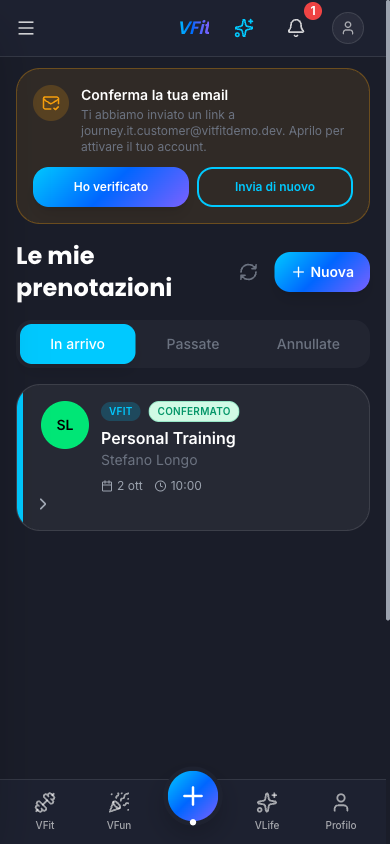 VFit
1
Conferma la tua email
Ti abbiamo inviato un link a
journey.it.customer@vitfitdemo.dev. Aprilo per
attivare il tuo account.
Ho verificato
Invia di nuovo
Le mie
prenotazioni
Nuova
In arrivo
Passate
Annullate
SL
VFIT
CONFERMATO
Personal Training
Stefano Longo
2 ott
10:00
VFit
VFun
VLife
Profilo